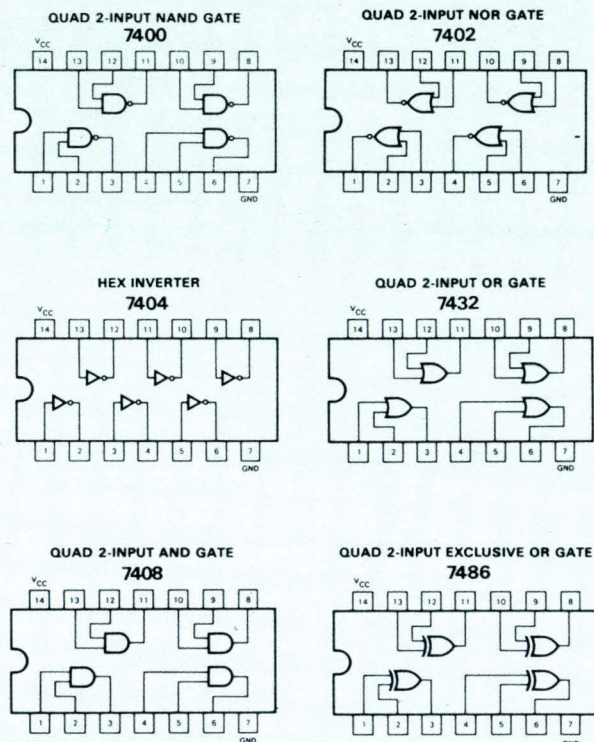 QUAD 2-INPUT NAND GATE
7400
VCC
14 13 12 11 10 9 8
1 2 3 4 5 6 7
GND
QUAD 2-INPUT NOR GATE
7402
VCC
14 13 12 11 10 9 8
1 2 3 4 5 6 7
GND
HEX INVERTER
7404
VCC
14 13 12 11 10 9 8
1 2 3 4 5 6 7
GND
QUAD 2-INPUT OR GATE
7432
VCC
14 13 12 11 10 9 8
1 2 3 4 5 6 7
GND
QUAD 2-INPUT AND GATE
7408
VCC
14 13 12 11 10 9 8
1 2 3 4 5 6 7
GND
QUAD 2-INPUT EXCLUSIVE OR GATE
7486
VCC
14 13 12 11 10 9 8
1 2 3 4 5 6 7
GND